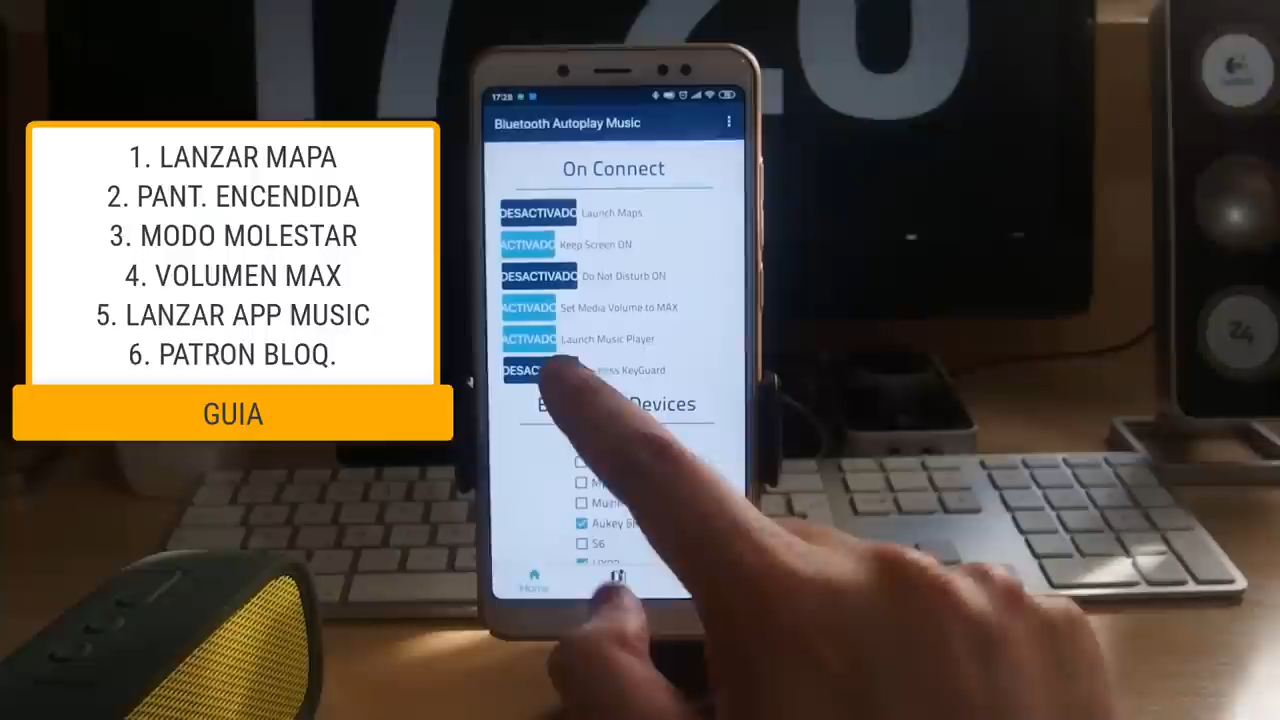 1. LANZAR MAPA
2. PANT. ENCENDIDA
3. MODO MOLESTAR
4. VOLUMEN MAX
5. LANZAR APP MUSIC
6. PATRON BLOQ.
GUIA
17:28
Bluetooth Autoplay Music
On Connect
DESACTIVADO Launch Maps
ACTIVADO Keep Screen ON
DESACTIVADO Do Not Disturb ON
ACTIVADO Set Media Volume to MAX
ACTIVADO Launch Music Player
KeyGuard
Devices
Aukey
S6
Home
Z4